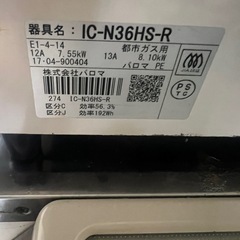 器具名：IC-N36HS-R
E1-4-14 都市ガス用
12A 7.55kW 13A 8.10kW
17·04-900404 パロマ PE
株式会社パロマ
274 IC-N36HS-R
区分C 効率56.3%
区分J 効率192Wh
PS
TG